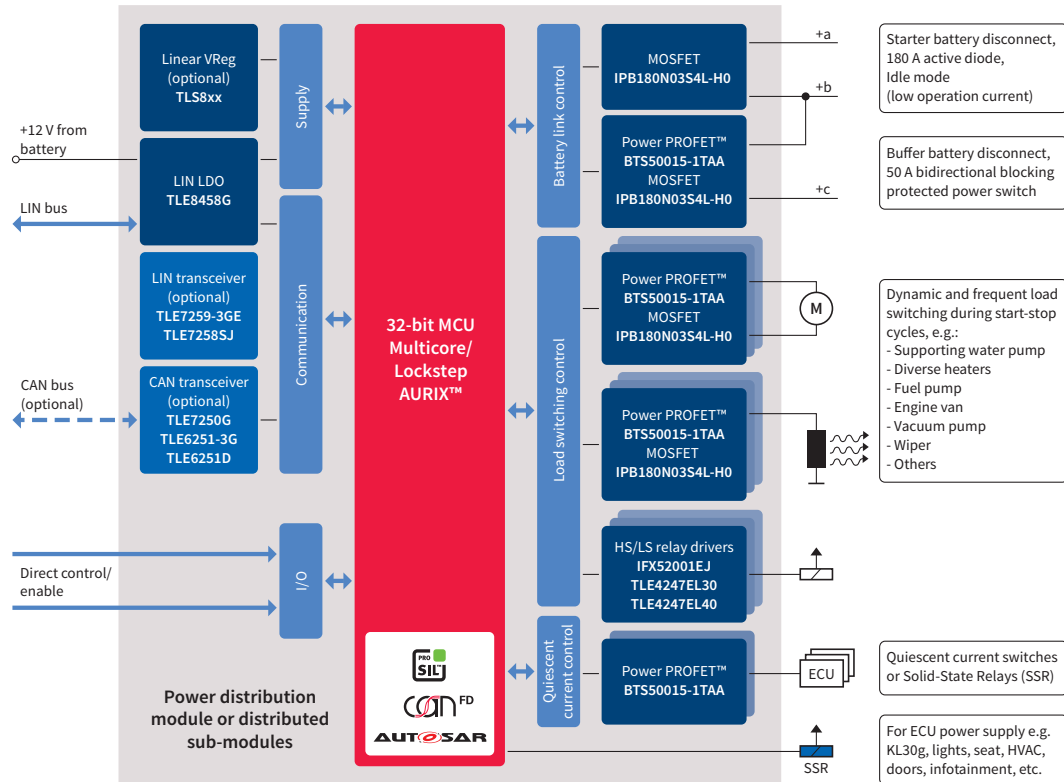 Linear VReg
(optional)
TLS8xx
Supply
+12 V from
battery
LIN LDO
TLE8458G
LIN bus
LIN transceiver
(optional)
TLE7259-3GE
TLE7258SJ
Communication
CAN bus
(optional)
CAN transceiver
(optional)
TLE7250G
TLE6251-3G
TLE6251D
Direct control/
enable
I/O
Power distribution
module or distributed
sub-modules
32-bit MCU
Multicore/
Lockstep
AURIX™
PRO
SIL™
CAN FD
AUTOSAR
Battery link control
MOSFET
IPB180N03S4L-H0
+a
+b
Power PROFET™
BTS50015-1TAA
MOSFET
IPB180N03S4L-H0
+c
Load switching control
Power PROFET™
BTS50015-1TAA
MOSFET
IPB180N03S4L-H0
M
Power PROFET™
BTS50015-1TAA
MOSFET
IPB180N03S4L-H0
HS/LS relay drivers
IFX52001EJ
TLE4247EL30
TLE4247EL40
Quiescent
current control
Power PROFET™
BTS50015-1TAA
ECU
SSR
Starter battery disconnect,
180 A active diode,
Idle mode
(low operation current)
Buffer battery disconnect,
50 A bidirectional blocking
protected power switch
Dynamic and frequent load
switching during start-stop
cycles, e.g.:
- Supporting water pump
- Diverse heaters
- Fuel pump
- Engine van
- Vacuum pump
- Wiper
- Others
Quiescent current switches
or Solid-State Relays (SSR)
For ECU power supply e.g.
KL30g, lights, seat, HVAC,
doors, infotainment, etc.